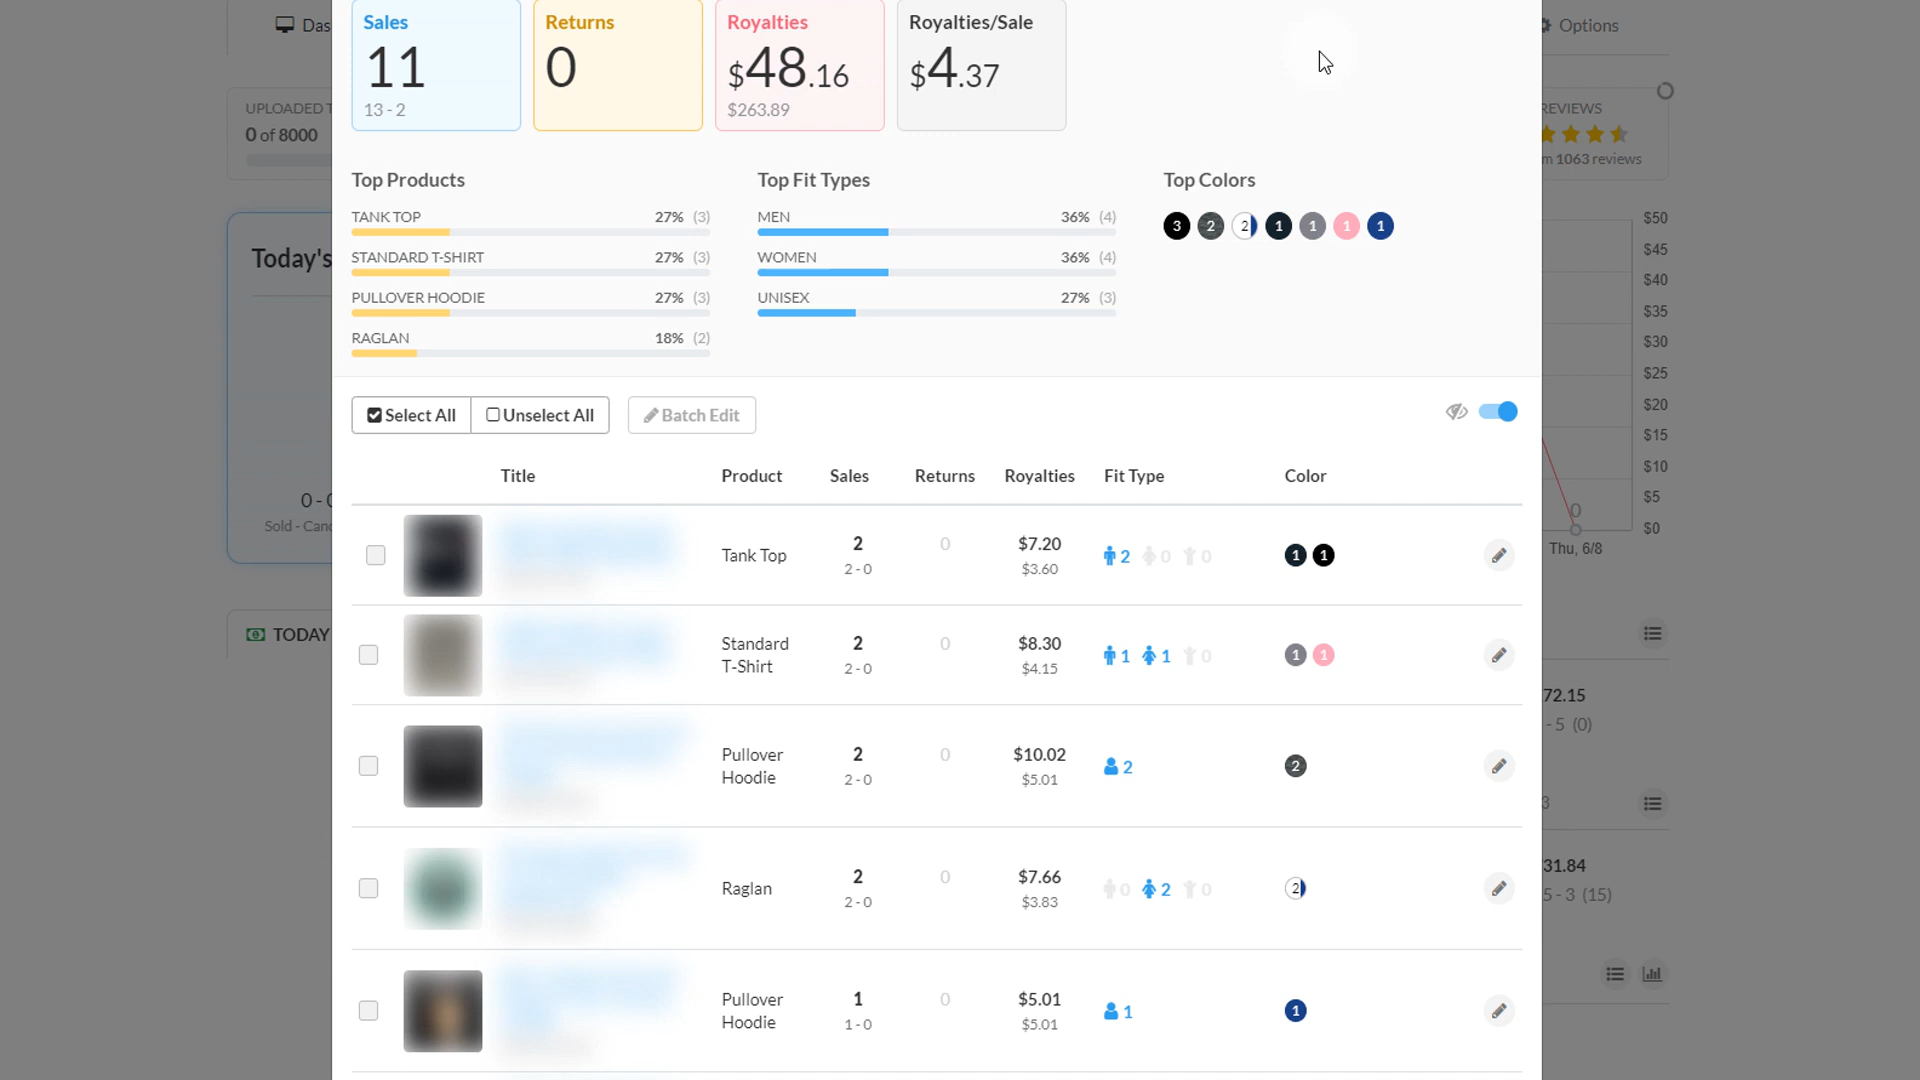 Das
Options
Sales
11
13 - 2
Returns
0
Royalties
$48.16
$263.89
Royalties/Sale
$4.37
UPLOADED T
0 of 8000
REVIEWS
m 1063 reviews
Top Products
TANK TOP 27% (3)
STANDARD T-SHIRT 27% (3)
PULLOVER HOODIE 27% (3)
RAGLAN 18% (2)
Top Fit Types
MEN 36% (4)
WOMEN 36% (4)
UNISEX 27% (3)
Top Colors
3 2 2 1 1 1 1
Today's
0 - 0
Sold - Canc
TODAY
$50
$45
$40
$35
$30
$25
$20
$15
$10
$5
$0
0
Thu, 6/8
Select All Unselect All Batch Edit
Title Product Sales Returns Royalties Fit Type Color
Tank Top 2 0 $7.20 2 0 0 1 1
2 - 0 $3.60
Standard T-Shirt 2 0 $8.30 1 1 0 1 1
2 - 0 $4.15
Pullover Hoodie 2 0 $10.02 2 2
2 - 0 $5.01
Raglan 2 0 $7.66 0 2 0 2
2 - 0 $3.83
Pullover Hoodie 1 0 $5.01 1 1
1 - 0 $5.01
72.15
- 5 (0)
3
31.84
5 - 3 (15)